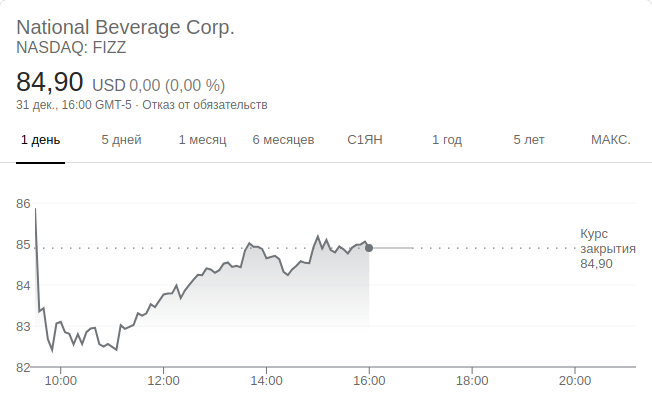 National Beverage Corp.
NASDAQ: FIZZ
84,90 USD 0,00 (0,00 %)
31 дек., 16:00 GMT-5 · Отказ от обязательств
1 день 5 дней 1 месяц 6 месяцев С1ЯН 1 год 5 лет МАКС.
86
85
84
83
82
Курс
закрытия
84,90
10:00 12:00 14:00 16:00 18:00 20:00